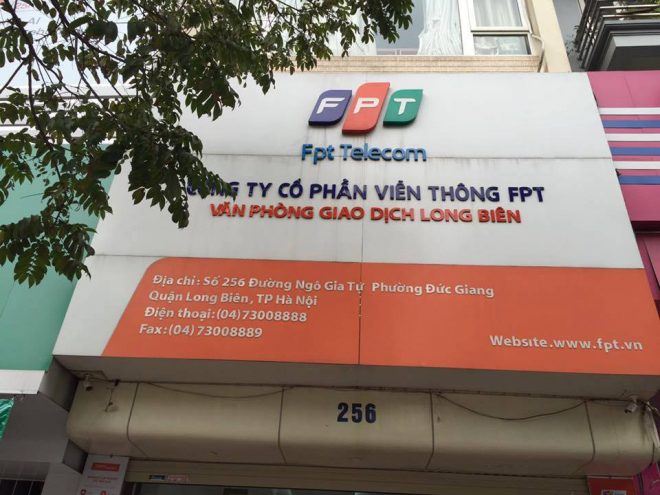 FPT
Fpt Telecom
CÔNG TY CỔ PHẦN VIỄN THÔNG FPT
VĂN PHÒNG GIAO DỊCH LONG BIÊN
Địa chỉ : Số 256 Đường Ngô Gia Tự Phường Đức Giang
Quận Long Biên, TP Hà Nội
Điện thoại: (04)73008888
Fax: (04)73008889
Website.www.fpt.vn
256